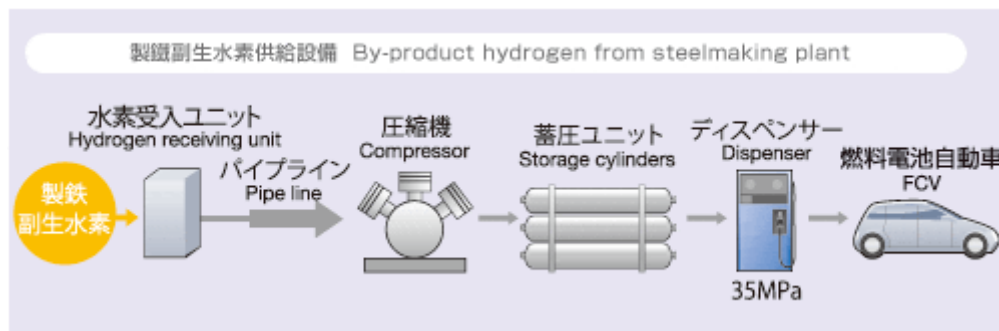 製鐵副生水素供給設備 By-product hydrogen from steelmaking plant
水素受入ユニット
Hydrogen receiving unit
パイプライン
Pipe line
圧縮機
Compressor
蓄圧ユニット
Storage cylinders
ディスペンサー
Dispenser
燃料電池自動車
FCV
製鉄
副生水素
35MPa